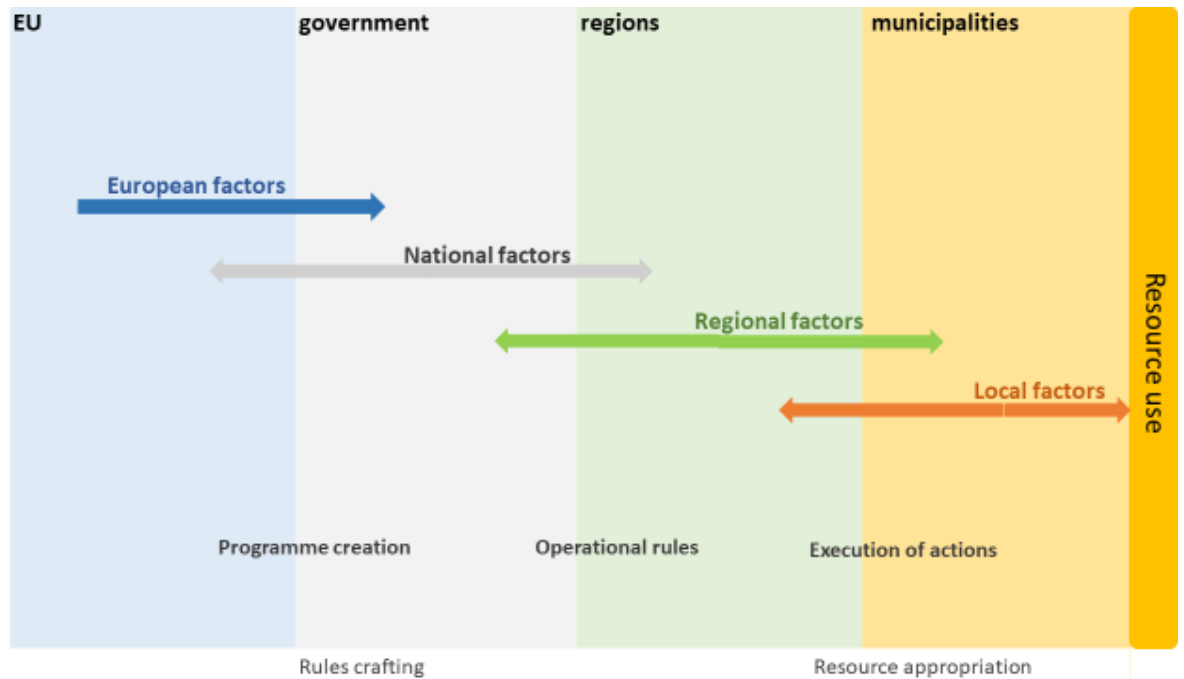 EU
government
regions
municipalities
European factors
National factors
Regional factors
Local factors
Resource use
Programme creation
Operational rules
Execution of actions
Rules crafting
Resource appropriation